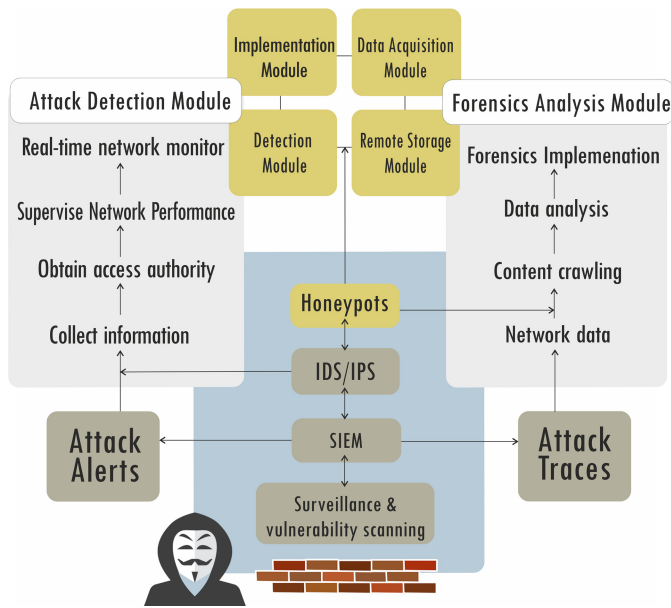 Implementation
Module
Data Acquisition
Module
Attack Detection Module
Forensics Analysis Module
Detection
Module
Remote Storage
Module
Real-time network monitor
Supervise Network Performance
Obtain access authority
Collect information
Forensics Implemenation
Data analysis
Content crawling
Network data
Honeypots
IDS/IPS
SIEM
Attack
Alerts
Attack
Traces
Surveillance &
vulnerability scanning